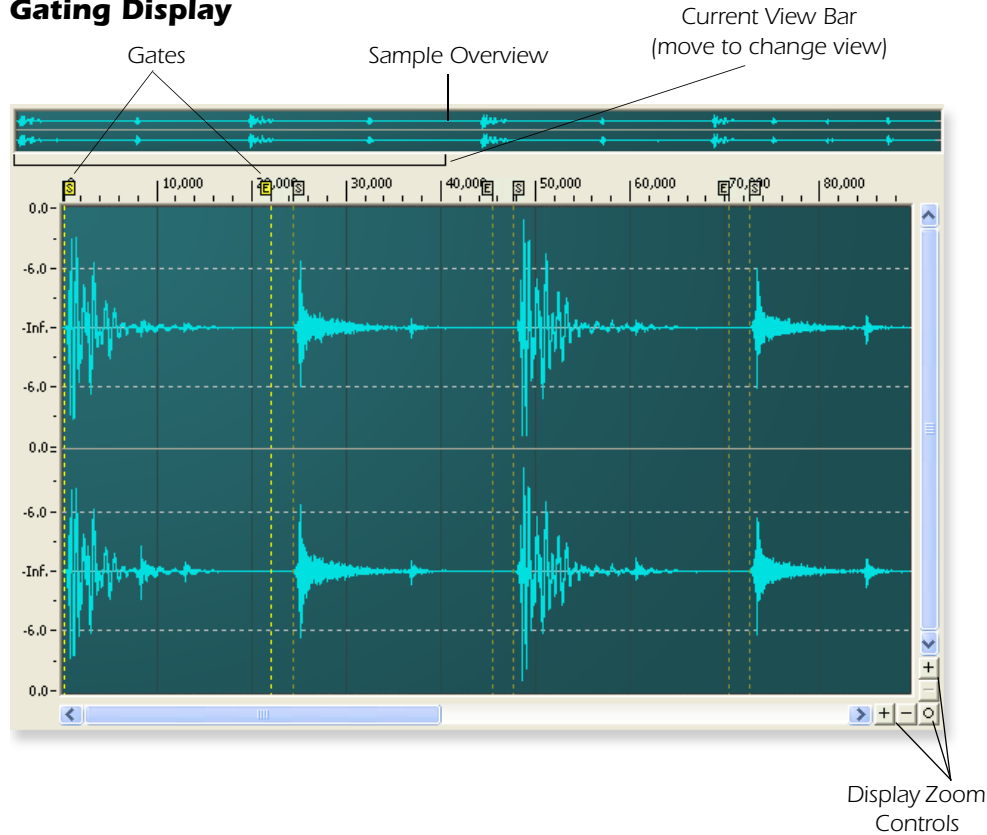 Gating Display
Current View Bar
(move to change view)
Gates
Sample Overview
S 10,000 E S 30,000 40,000 E S 50,000 60,000 E 70,000 S 80,000
0.0
-6.0
-Inf.
-6.0
0.0
-6.0
-Inf.
-6.0
0.0
+
−
+ − O
Display Zoom
Controls